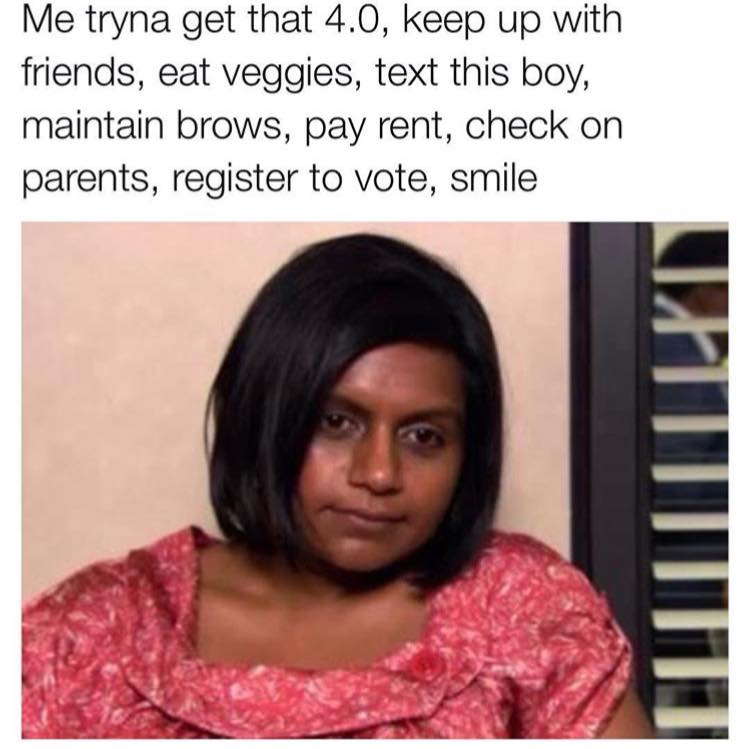 Me tryna get that 4.0, keep up with
friends, eat veggies, text this boy,
maintain brows, pay rent, check on
parents, register to vote, smile